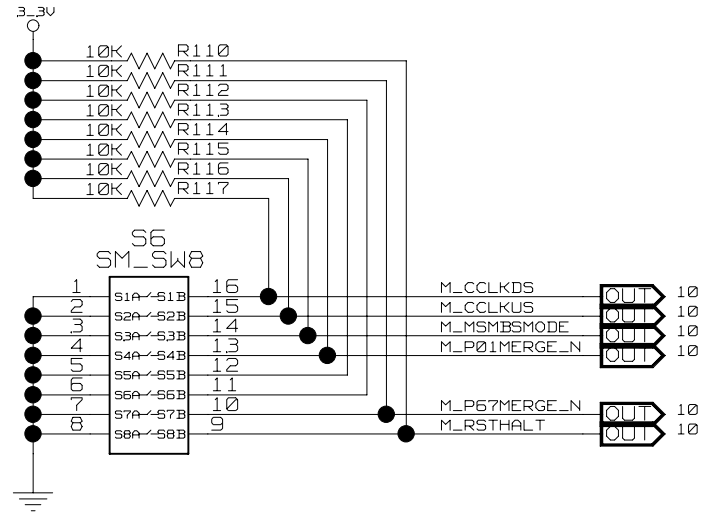 3_3V
10K R110
10K R111
10K R112
10K R113
10K R114
10K R115
10K R116
10K R117
S6
SM_SW8
1 S1A S1B 16 M_CCLKDS OUT 10
2 S2A S2B 15 M_CCLKUS OUT 10
3 S3A S3B 14 M_MSMBSMODE OUT 10
4 S4A S4B 13 M_P01MERGE_N OUT 10
5 S5A S5B 12
6 S6A S6B 11
7 S7A S7B 10 M_P67MERGE_N OUT 10
8 S8A S8B 9 M_RSTHALT OUT 10